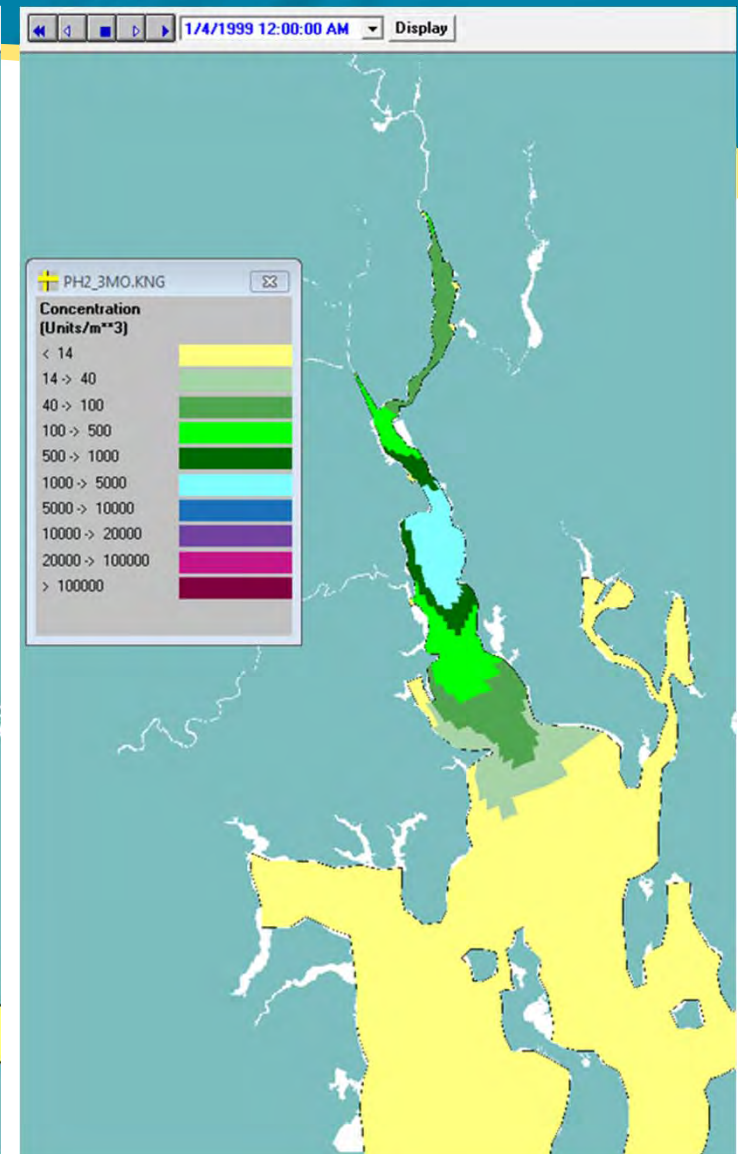 1/4/1999 12:00:00 AM Display
PH2_3MO.KNG
Concentration
(Units/m**3)
< 14
14 -> 40
40 -> 100
100 -> 500
500 -> 1000
1000 -> 5000
5000 -> 10000
10000 -> 20000
20000 -> 100000
> 100000